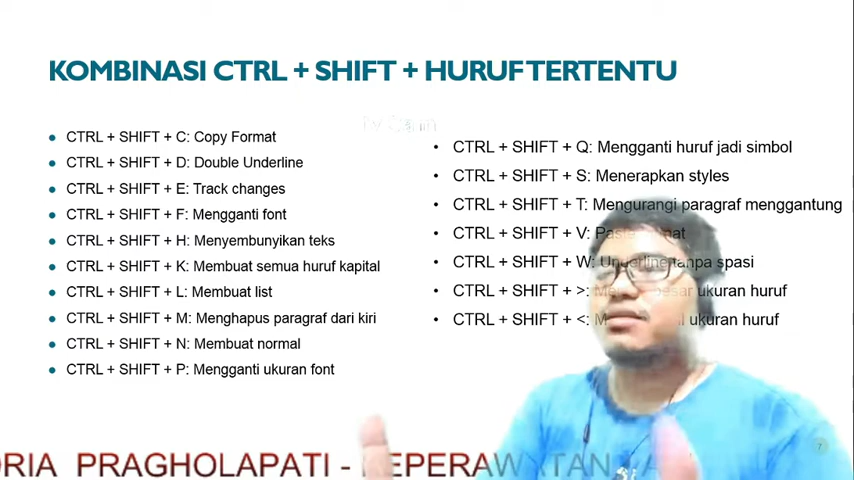 KOMBINASI CTRL + SHIFT + HURUF TERTENTU
CTRL + SHIFT + C: Copy Format
CTRL + SHIFT + D: Double Underline
CTRL + SHIFT + E: Track changes
CTRL + SHIFT + F: Mengganti font
CTRL + SHIFT + H: Menyembunyikan teks
CTRL + SHIFT + K: Membuat semua huruf kapital
CTRL + SHIFT + L: Membuat list
CTRL + SHIFT + M: Menghapus paragraf dari kiri
CTRL + SHIFT + N: Membuat normal
CTRL + SHIFT + P: Mengganti ukuran font
CTRL + SHIFT + Q: Mengganti huruf jadi simbol
CTRL + SHIFT + S: Menerapkan styles
CTRL + SHIFT + T: Mengurangi paragraf menggantung
CTRL + SHIFT + V: Paste
CTRL + SHIFT + W: Underline tanpa spasi
CTRL + SHIFT + >: ukuran huruf
CTRL + SHIFT + <: ukuran huruf
7
ORIA PRAGHOLAPATI -